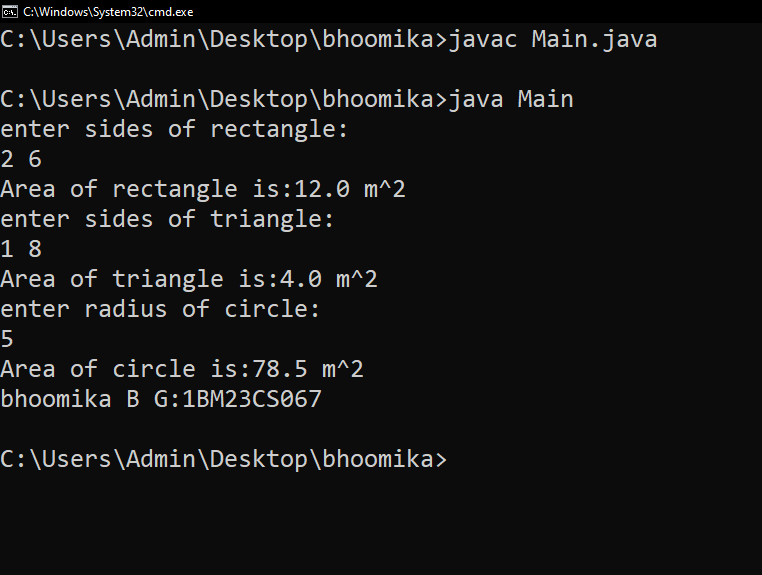 C:\Windows\System32\cmd.exe
C:\Users\Admin\Desktop\bhoomika>javac Main.java
C:\Users\Admin\Desktop\bhoomika>java Main
enter sides of rectangle:
2 6
Area of rectangle is:12.0 m^2
enter sides of triangle:
1 8
Area of triangle is:4.0 m^2
enter radius of circle:
5
Area of circle is:78.5 m^2
bhoomika B G:1BM23CS067
C:\Users\Admin\Desktop\bhoomika>